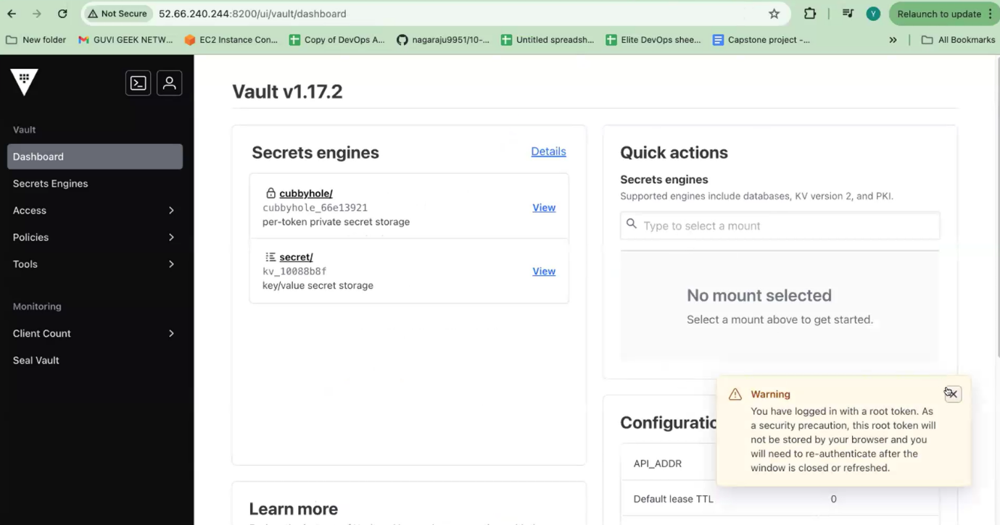 Not Secure 52.66.240.244:8200/ui/vault/dashboard Y Relaunch to update
New folder GUVI GEEK NETW... EC2 Instance Con... Copy of DevOps A... nagaraju9951/10-... Untitled spreadsh... Elite DevOps shee... Capstone project -... » All Bookmarks
Vault
Dashboard
Secrets Engines
Access
Policies
Tools
Monitoring
Client Count
Seal Vault
Vault v1.17.2
Secrets engines Details
cubbyhole/
cubbyhole_66e13921
per-token private secret storage
View
secret/
kv_10088b8f
key/value secret storage
View
Learn more
Quick actions
Secrets engines
Supported engines include databases, KV version 2, and PKI.
Type to select a mount
No mount selected
Select a mount above to get started.
Configuratio
API_ADDR
Default lease TTL 0
Warning
You have logged in with a root token. As
a security precaution, this root token will
not be stored by your browser and you
will need to re-authenticate after the
window is closed or refreshed.